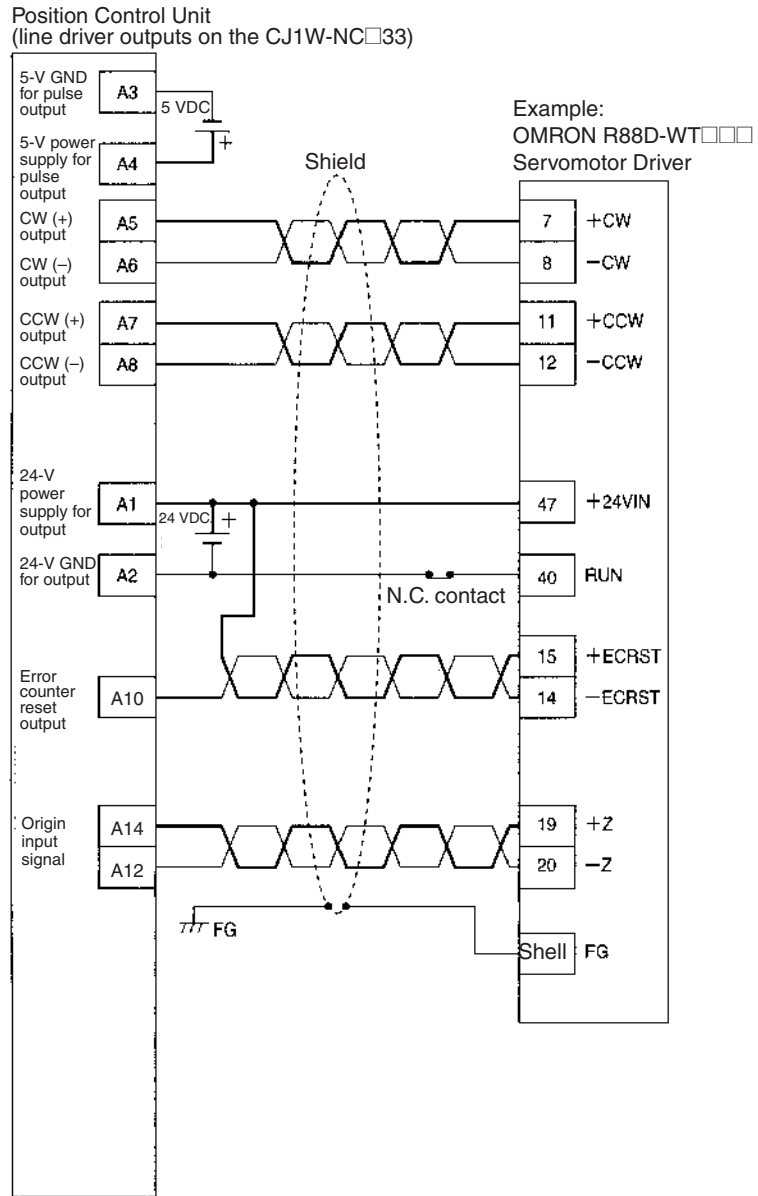 Position Control Unit
(line driver outputs on the CJ1W-NC□33)
5-V GND
for pulse
output
A3
5 VDC
+
5-V power
supply for
pulse
output
A4
Example:
OMRON R88D-WT□□□
Servomotor Driver
Shield
CW (+)
output
A5
7
+CW
CW (–)
output
A6
8
−CW
CCW (+)
output
A7
11
+CCW
CCW (–)
output
A8
12
−CCW
24-V
power
supply for
output
A1
24 VDC
+
47
+24VIN
24-V GND
for output
A2
N.C. contact
40
RUN
15
+ECRST
Error
counter
reset
output
A10
14
−ECRST
Origin
input
signal
A14
19
+Z
A12
20
−Z
FG
Shell
FG